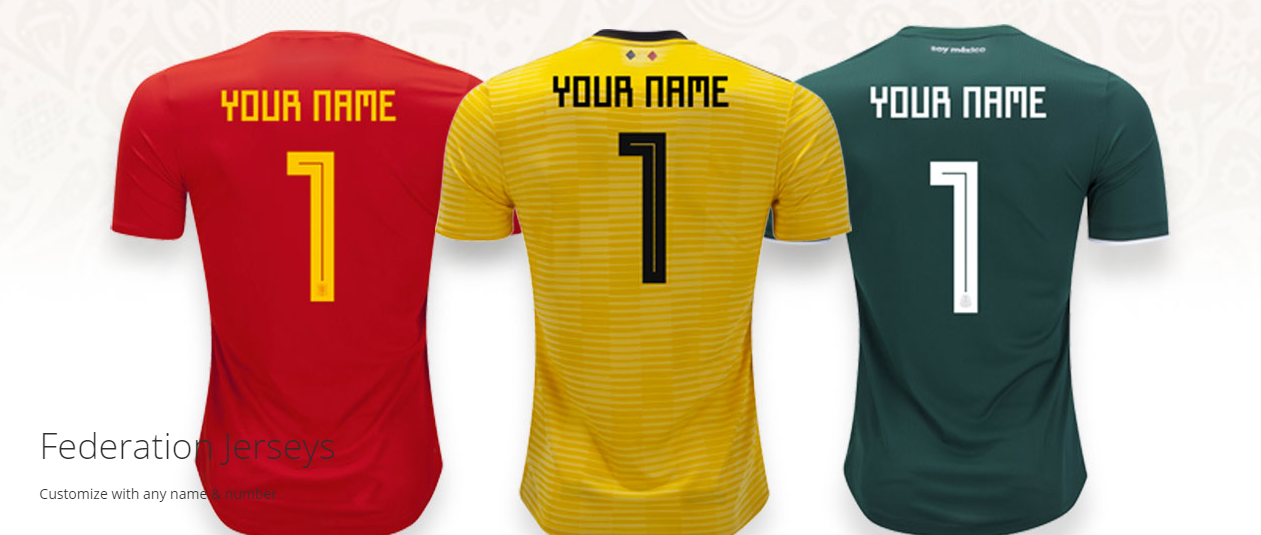 soy méxico
YOUR NAME
YOUR NAME
YOUR NAME
1
1
1
Federation Jerseys
Customize with any name & number